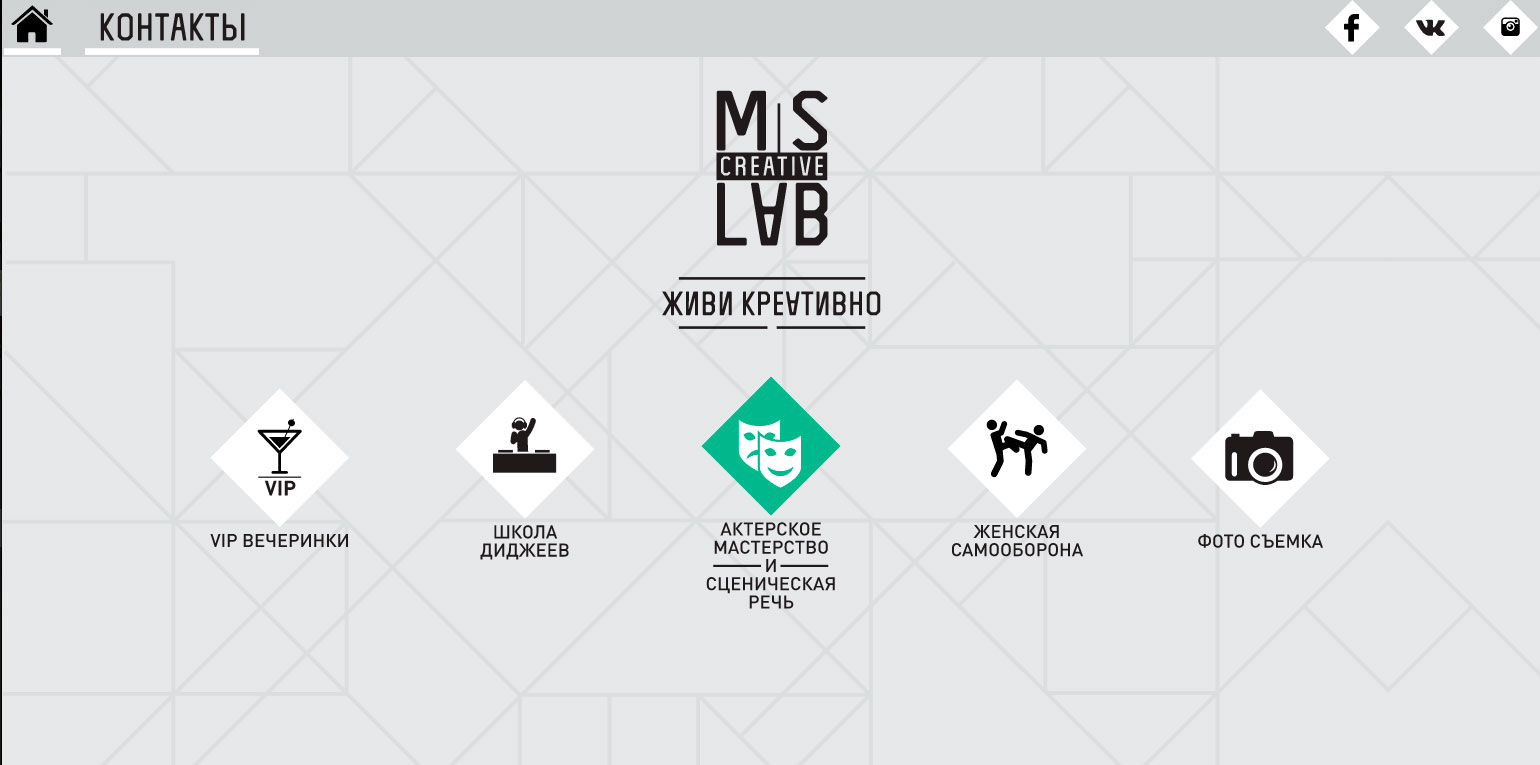 КОНТАКТЫ
M|S
CREATIVE
LAB
ЖИВИ КРЕАТИВНО
VIP
VIP ВЕЧЕРИНКИ
ШКОЛА
ДИДЖЕЕВ
АКТЕРСКОЕ
МАСТЕРСТВО
И
СЦЕНИЧЕСКАЯ
РЕЧЬ
ЖЕНСКАЯ
САМООБОРОНА
ФОТО СЪЕМКА